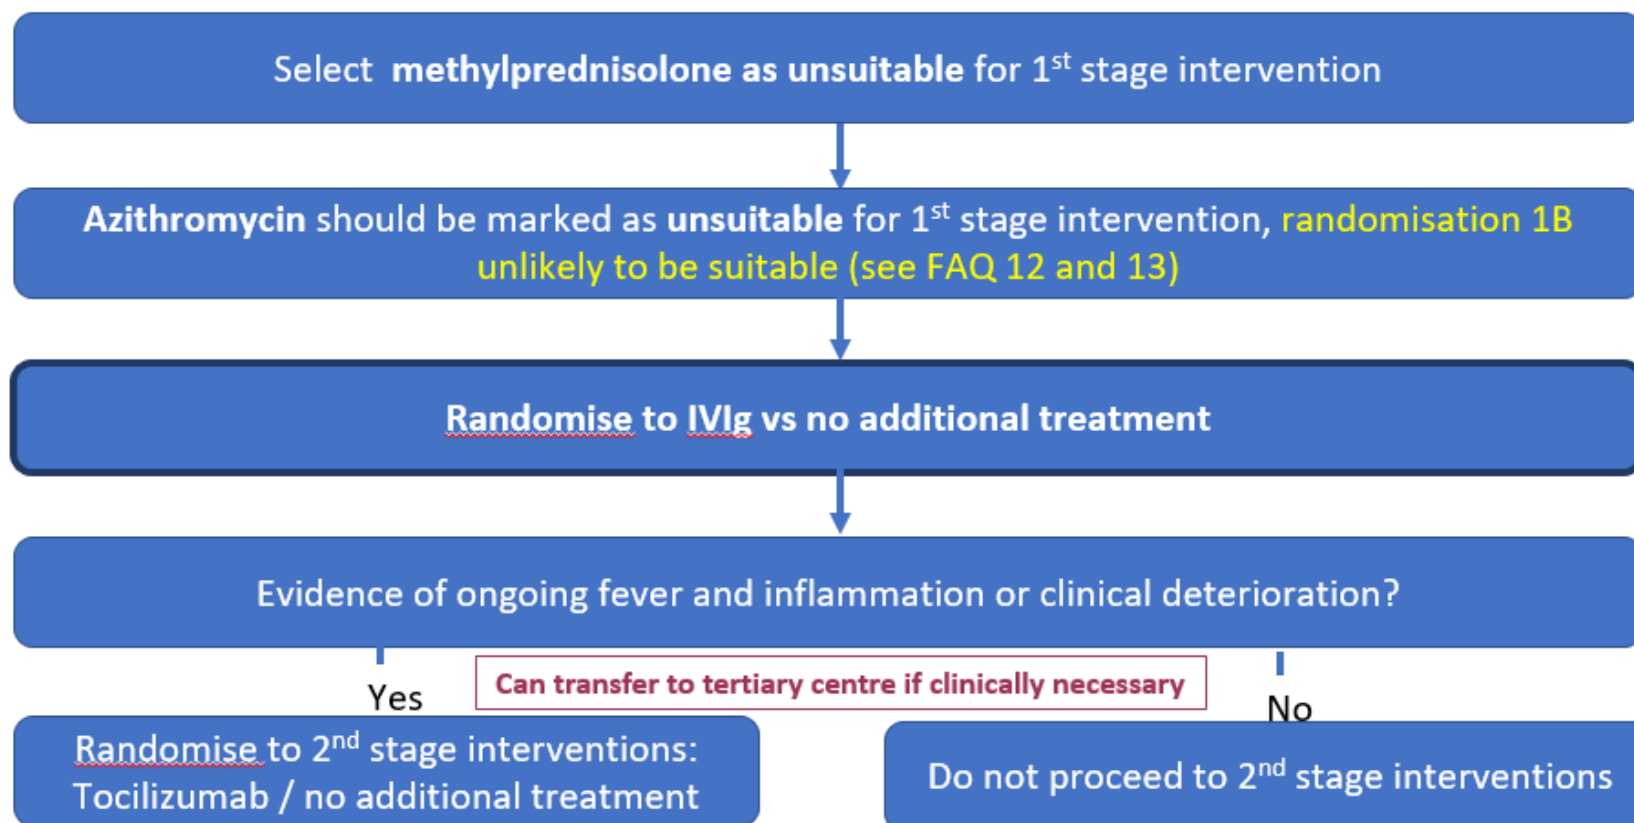 Select methylprednisolone as unsuitable for 1st stage intervention
Azithromycin should be marked as unsuitable for 1st stage intervention, randomisation 1B
unlikely to be suitable (see FAQ 12 and 13)
Randomise to IVIg vs no additional treatment
Evidence of ongoing fever and inflammation or clinical deterioration?
Yes
Can transfer to tertiary centre if clinically necessary
No
Randomise to 2nd stage interventions:
Tocilizumab / no additional treatment
Do not proceed to 2nd stage interventions